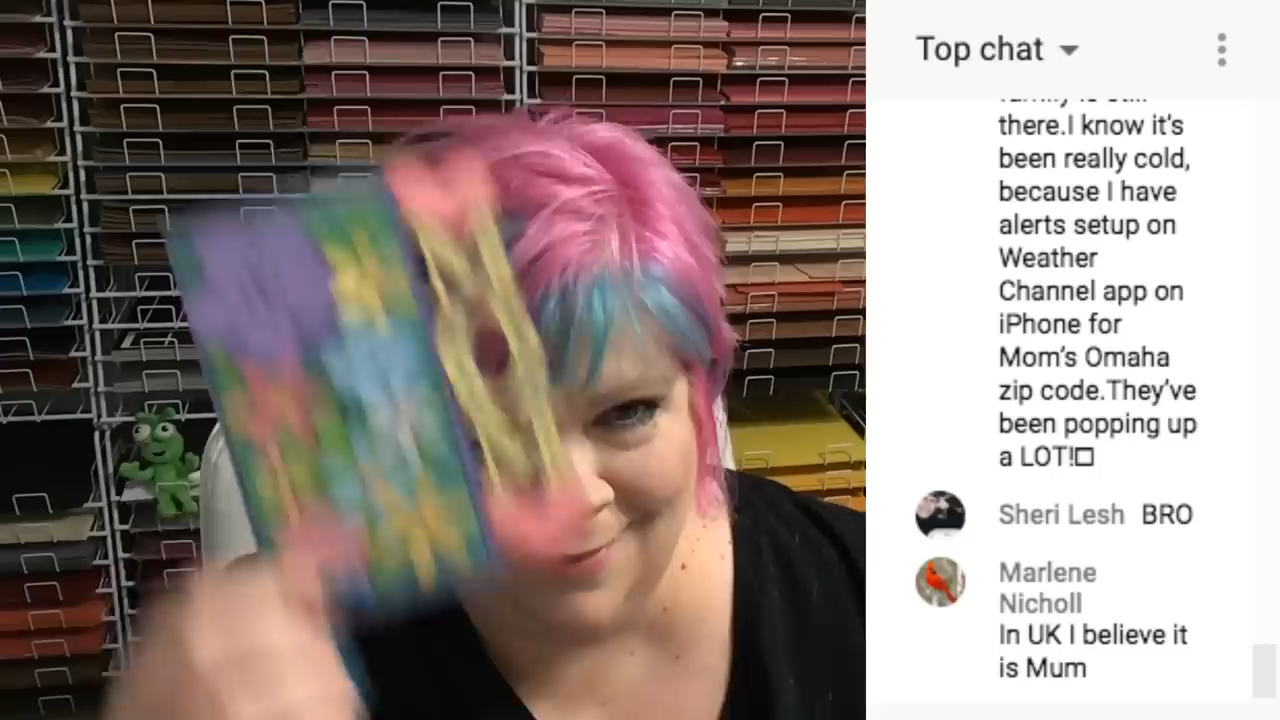 Top chat
there.I know it's
been really cold,
because I have
alerts setup on
Weather
Channel app on
iPhone for
Mom's Omaha
zip code.They've
been popping up
a LOT!
Sheri Lesh BRO
Marlene
Nicholl
In UK I believe it
is Mum